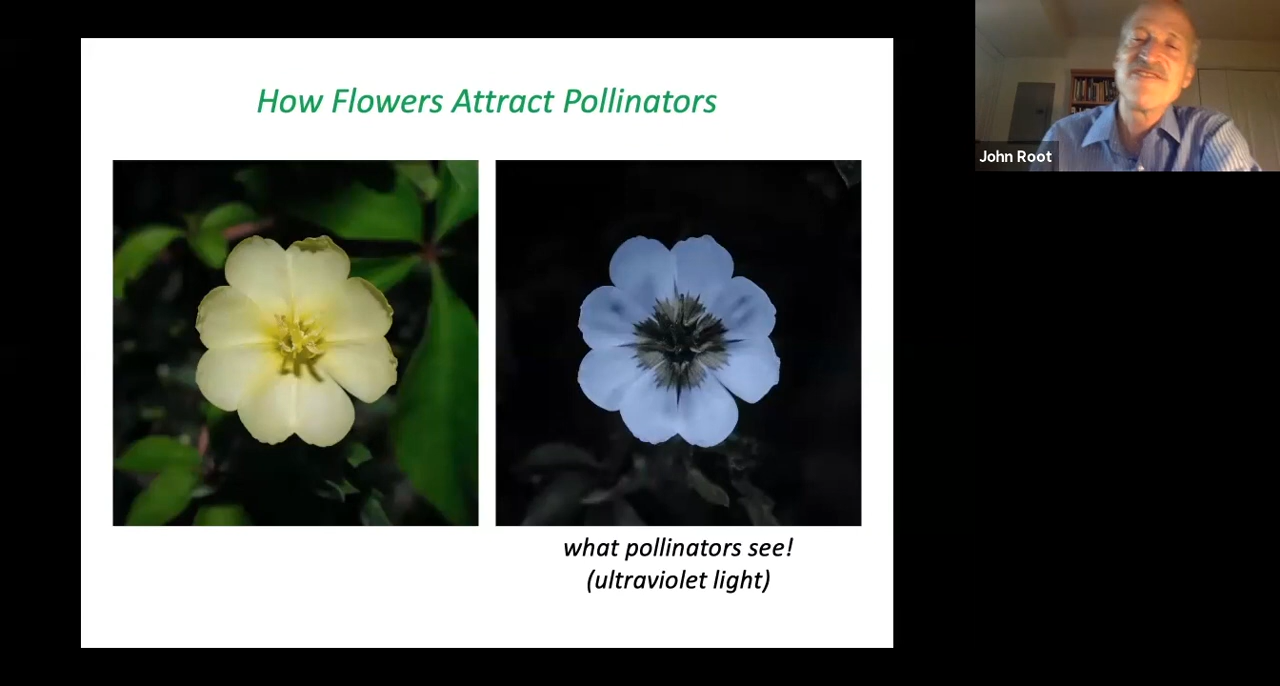 How Flowers Attract Pollinators
John Root
what pollinators see!
(ultraviolet light)